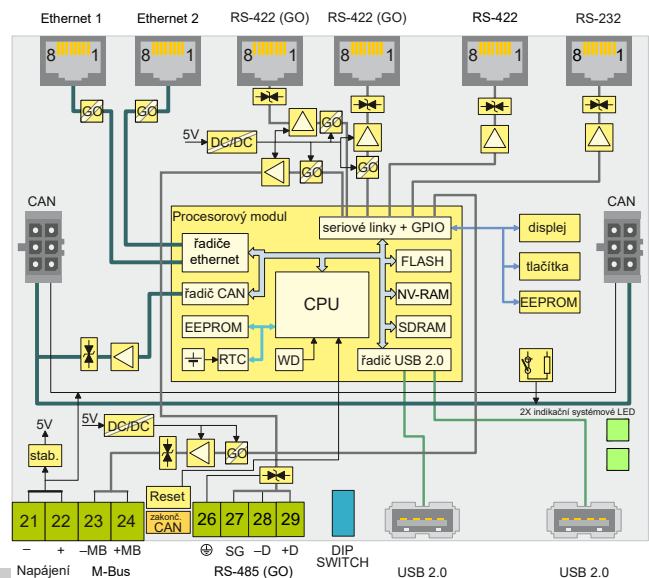 Ethernet 1 Ethernet 2 RS-422 (GO) RS-422 (GO) RS-422 RS-232
8 1 8 1 8 1 8 1 8 1 8 1
GO GO GO
5V DC/DC GO GO
CAN CAN
Procesorový modul
seriové linky + GPIO displej
řadiče ethernet FLASH tlačítka
řadič CAN CPU NV-RAM EEPROM
EEPROM SDRAM
RTC WD řadič USB 2.0
2X indikační systémové LED
5V 5V DC/DC
stab. GO
Reset
zakonč. CAN
21 22 23 24 26 27 28 29
– + –MB +MB SG –D +D DIP SWITCH
Napájení M-Bus RS-485 (GO) USB 2.0 USB 2.0